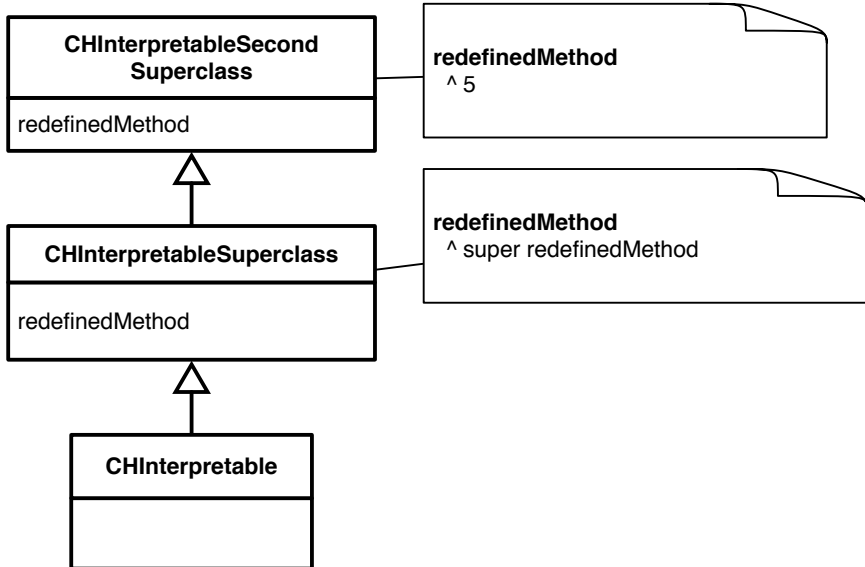 CHInterpretableSecond
Superclass
redefinedMethod
redefinedMethod
^ 5
CHInterpretableSuperclass
redefinedMethod
redefinedMethod
^ super redefinedMethod
CHInterpretable